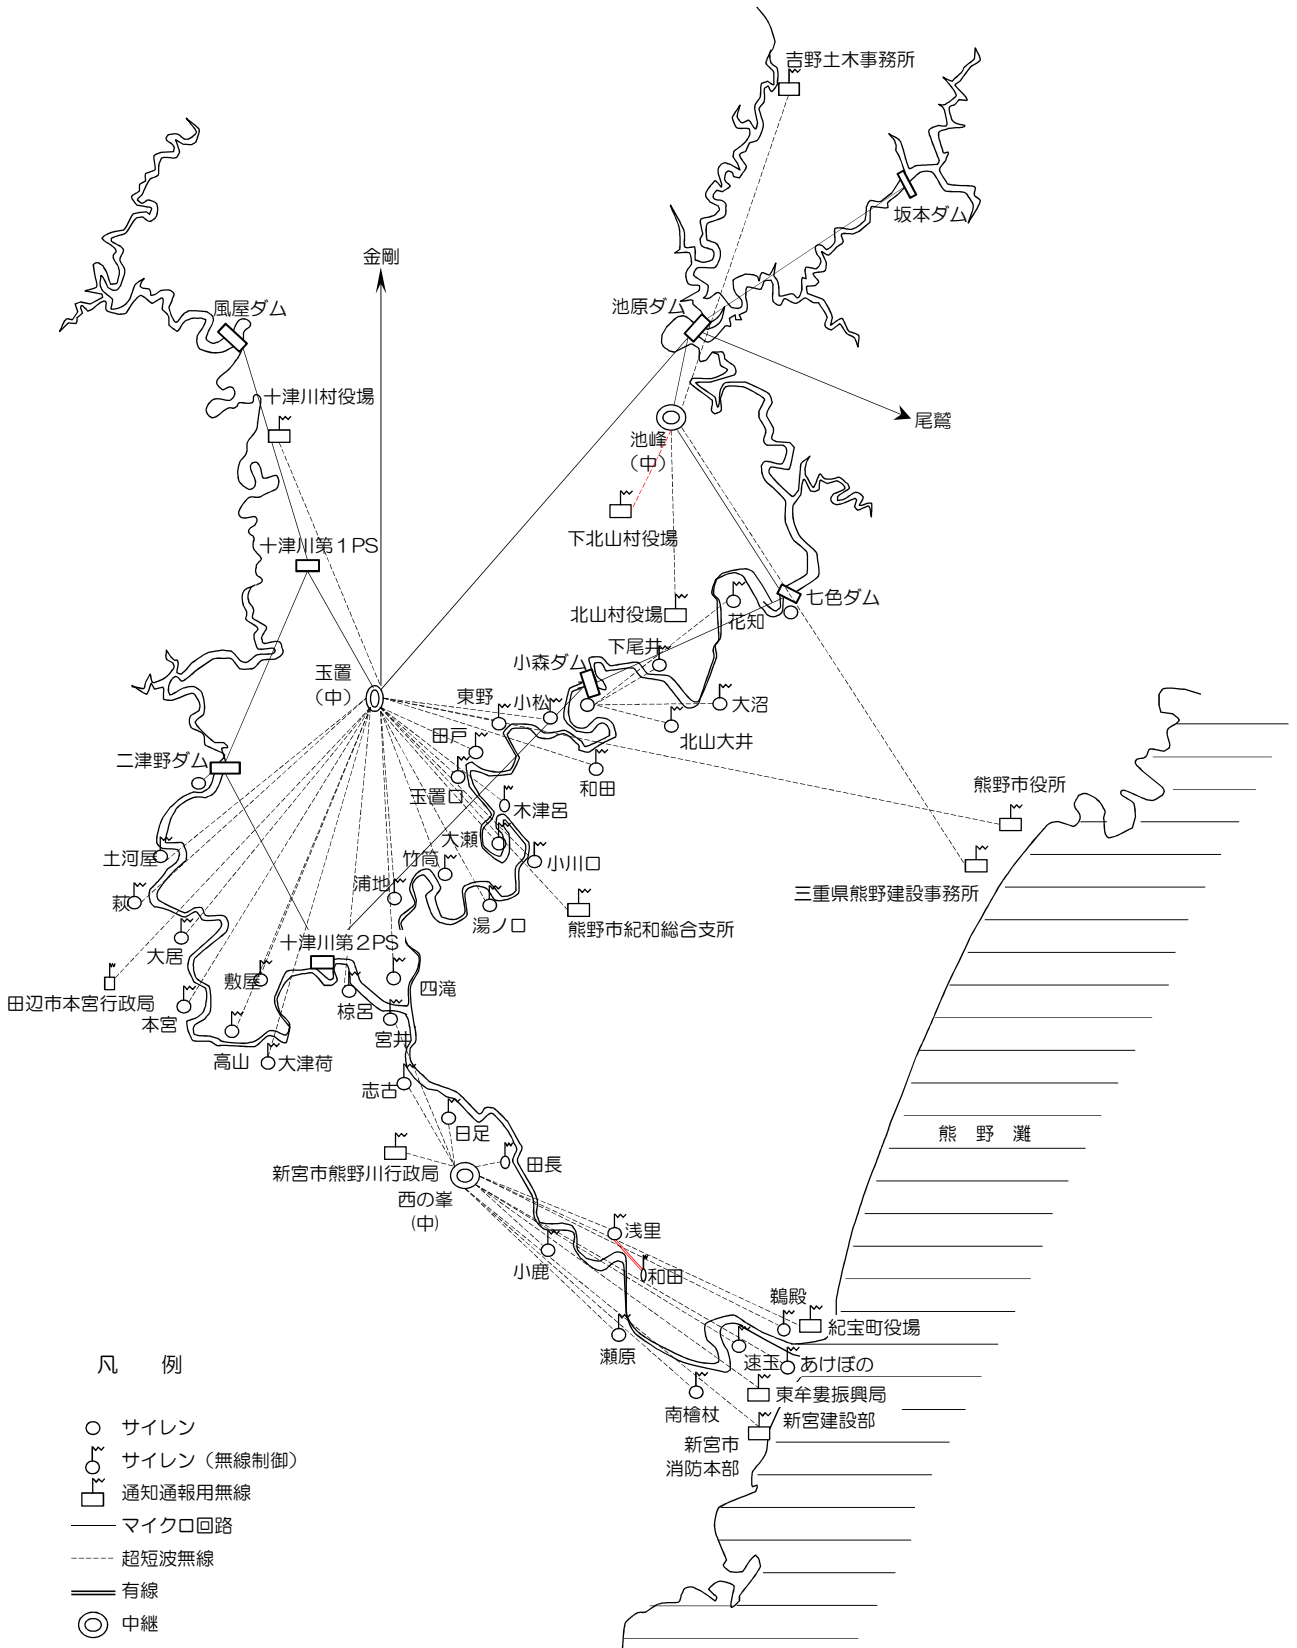 吉野土木事務所
坂本ダム
金剛
池原ダム
風屋ダム
十津川村役場
尾鷲
池峰
（中）
下北山村役場
十津川第１PS
七色ダム
北山村役場
花知
下尾井
小森ダム
玉置
（中）
東野
小松
大沼
田戸
北山大井
二津野ダム
和田
熊野市役所
玉置口
木津呂
大瀬
土河屋
竹筒
小川口
三重県熊野建設事務所
浦地
萩
湯ノ口
熊野市紀和総合支所
大居
十津川第２PS
敷屋
四滝
田辺市本宮行政局
椋呂
本宮
宮井
高山
大津荷
志古
日足
熊　野　灘
新宮市熊野川行政局
田長
西の峯
（中）
浅里
小鹿
和田
鵜殿
紀宝町役場
瀬原
速玉
あけぼの
東牟婁振興局
南檜杖
新宮建設部
新宮市
消防本部
凡　例
サイレン
サイレン（無線制御）
通知通報用無線
マイクロ回路
超短波無線
有線
中継